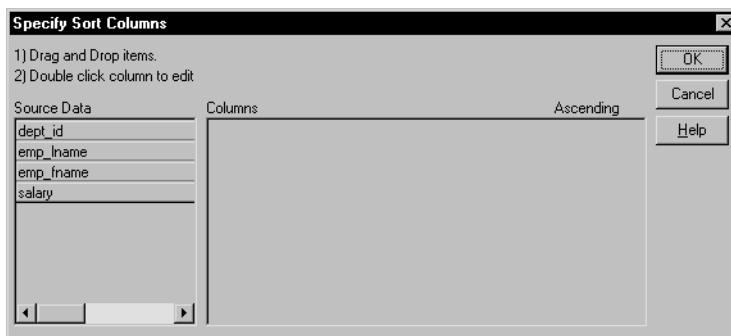 Specify Sort Columns
1) Drag and Drop items.
2) Double click column to edit
OK
Cancel
Help
Source Data
Columns
Ascending
dept_id
emp_lname
emp_fname
salary